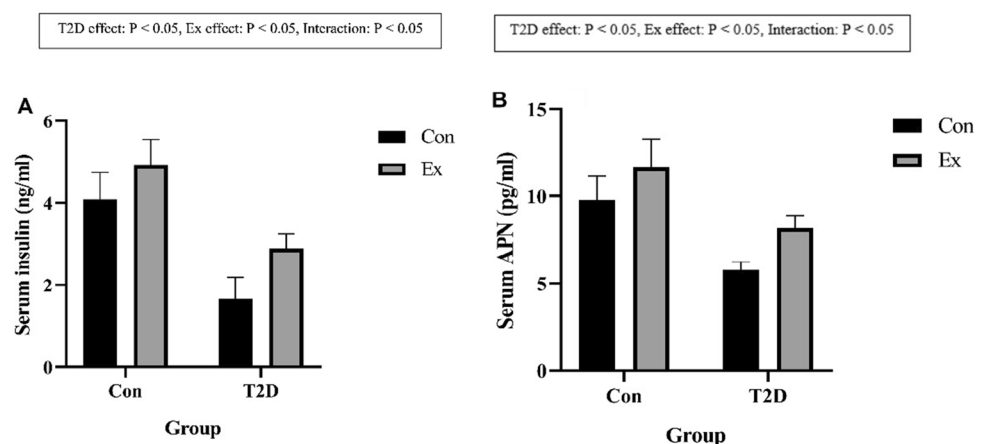 T2D effect: P < 0.05, Ex effect: P < 0.05, Interaction: P < 0.05
T2D effect: P < 0.05, Ex effect: P < 0.05, Interaction: P < 0.05
A
Serum insulin (ng/ml)
6
4
2
0
Con
T2D
Group
Con
Ex
B
Serum APN (pg/ml)
15
10
5
0
Con
T2D
Group
Con
Ex